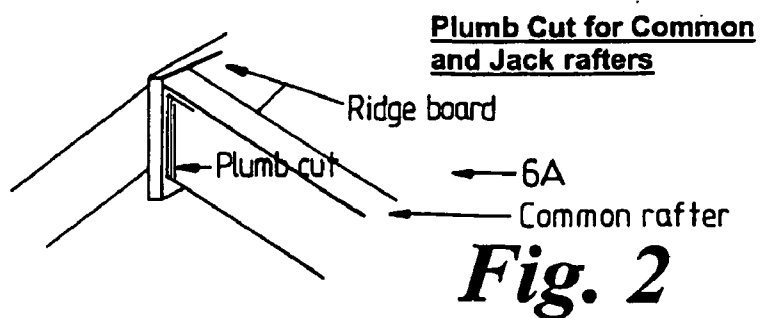 Plumb Cut for Common
and Jack rafters
Ridge board
Plumb cut
6A
Common rafter
Fig. 2